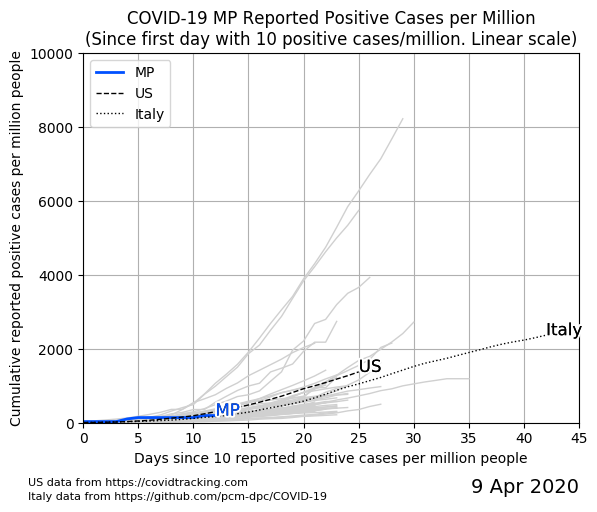 COVID-19 MP Reported Positive Cases per Million
(Since first day with 10 positive cases/million. Linear scale)
Cumulative reported positive cases per million people
10000
8000
6000
4000
2000
0
MP
US
Italy
Italy
US
MP
0 5 10 15 20 25 30 35 40 45
Days since 10 reported positive cases per million people
US data from https://covidtracking.com
Italy data from https://github.com/pcm-dpc/COVID-19
9 Apr 2020